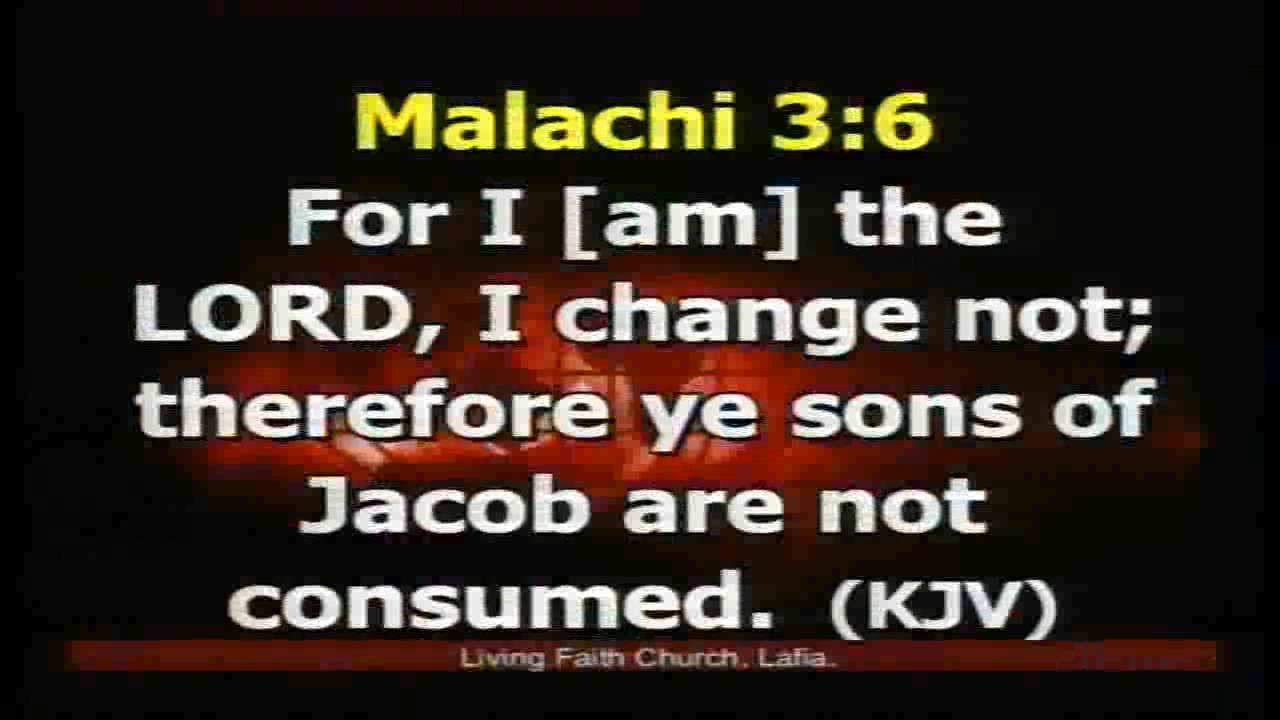 Malachi 3:6
For I [am] the
LORD, I change not;
therefore ye sons of
Jacob are not
consumed. (KJV)
Living Faith Church, Lafia.